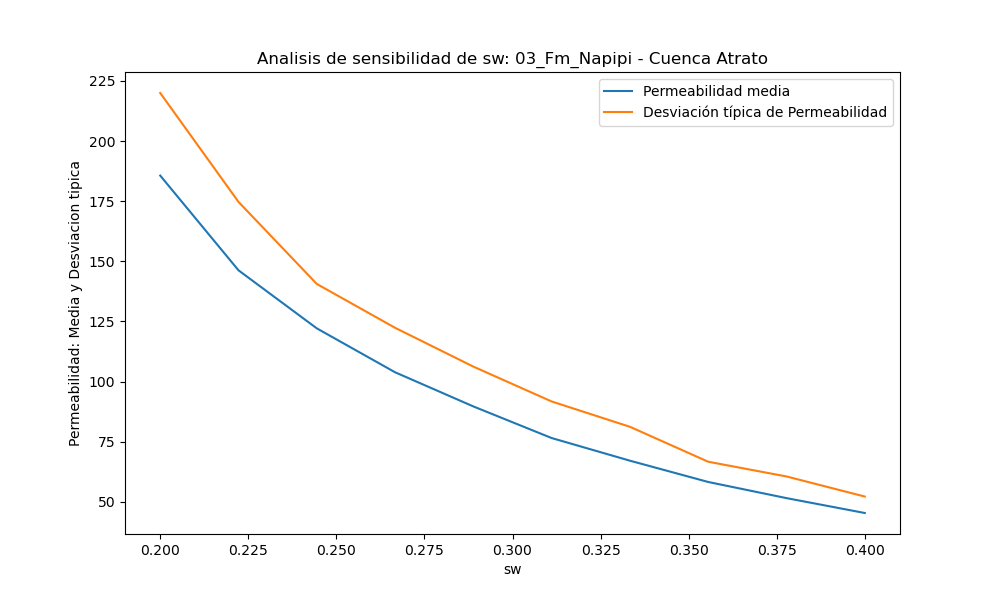 Analisis de sensibilidad de sw: 03_Fm_Napipi - Cuenca Atrato
Permeabilidad media
Desviación típica de Permeabilidad
Permeabilidad: Media y Desviacion tipica
225
200
175
150
125
100
75
50
0.200 0.225 0.250 0.275 0.300 0.325 0.350 0.375 0.400
sw